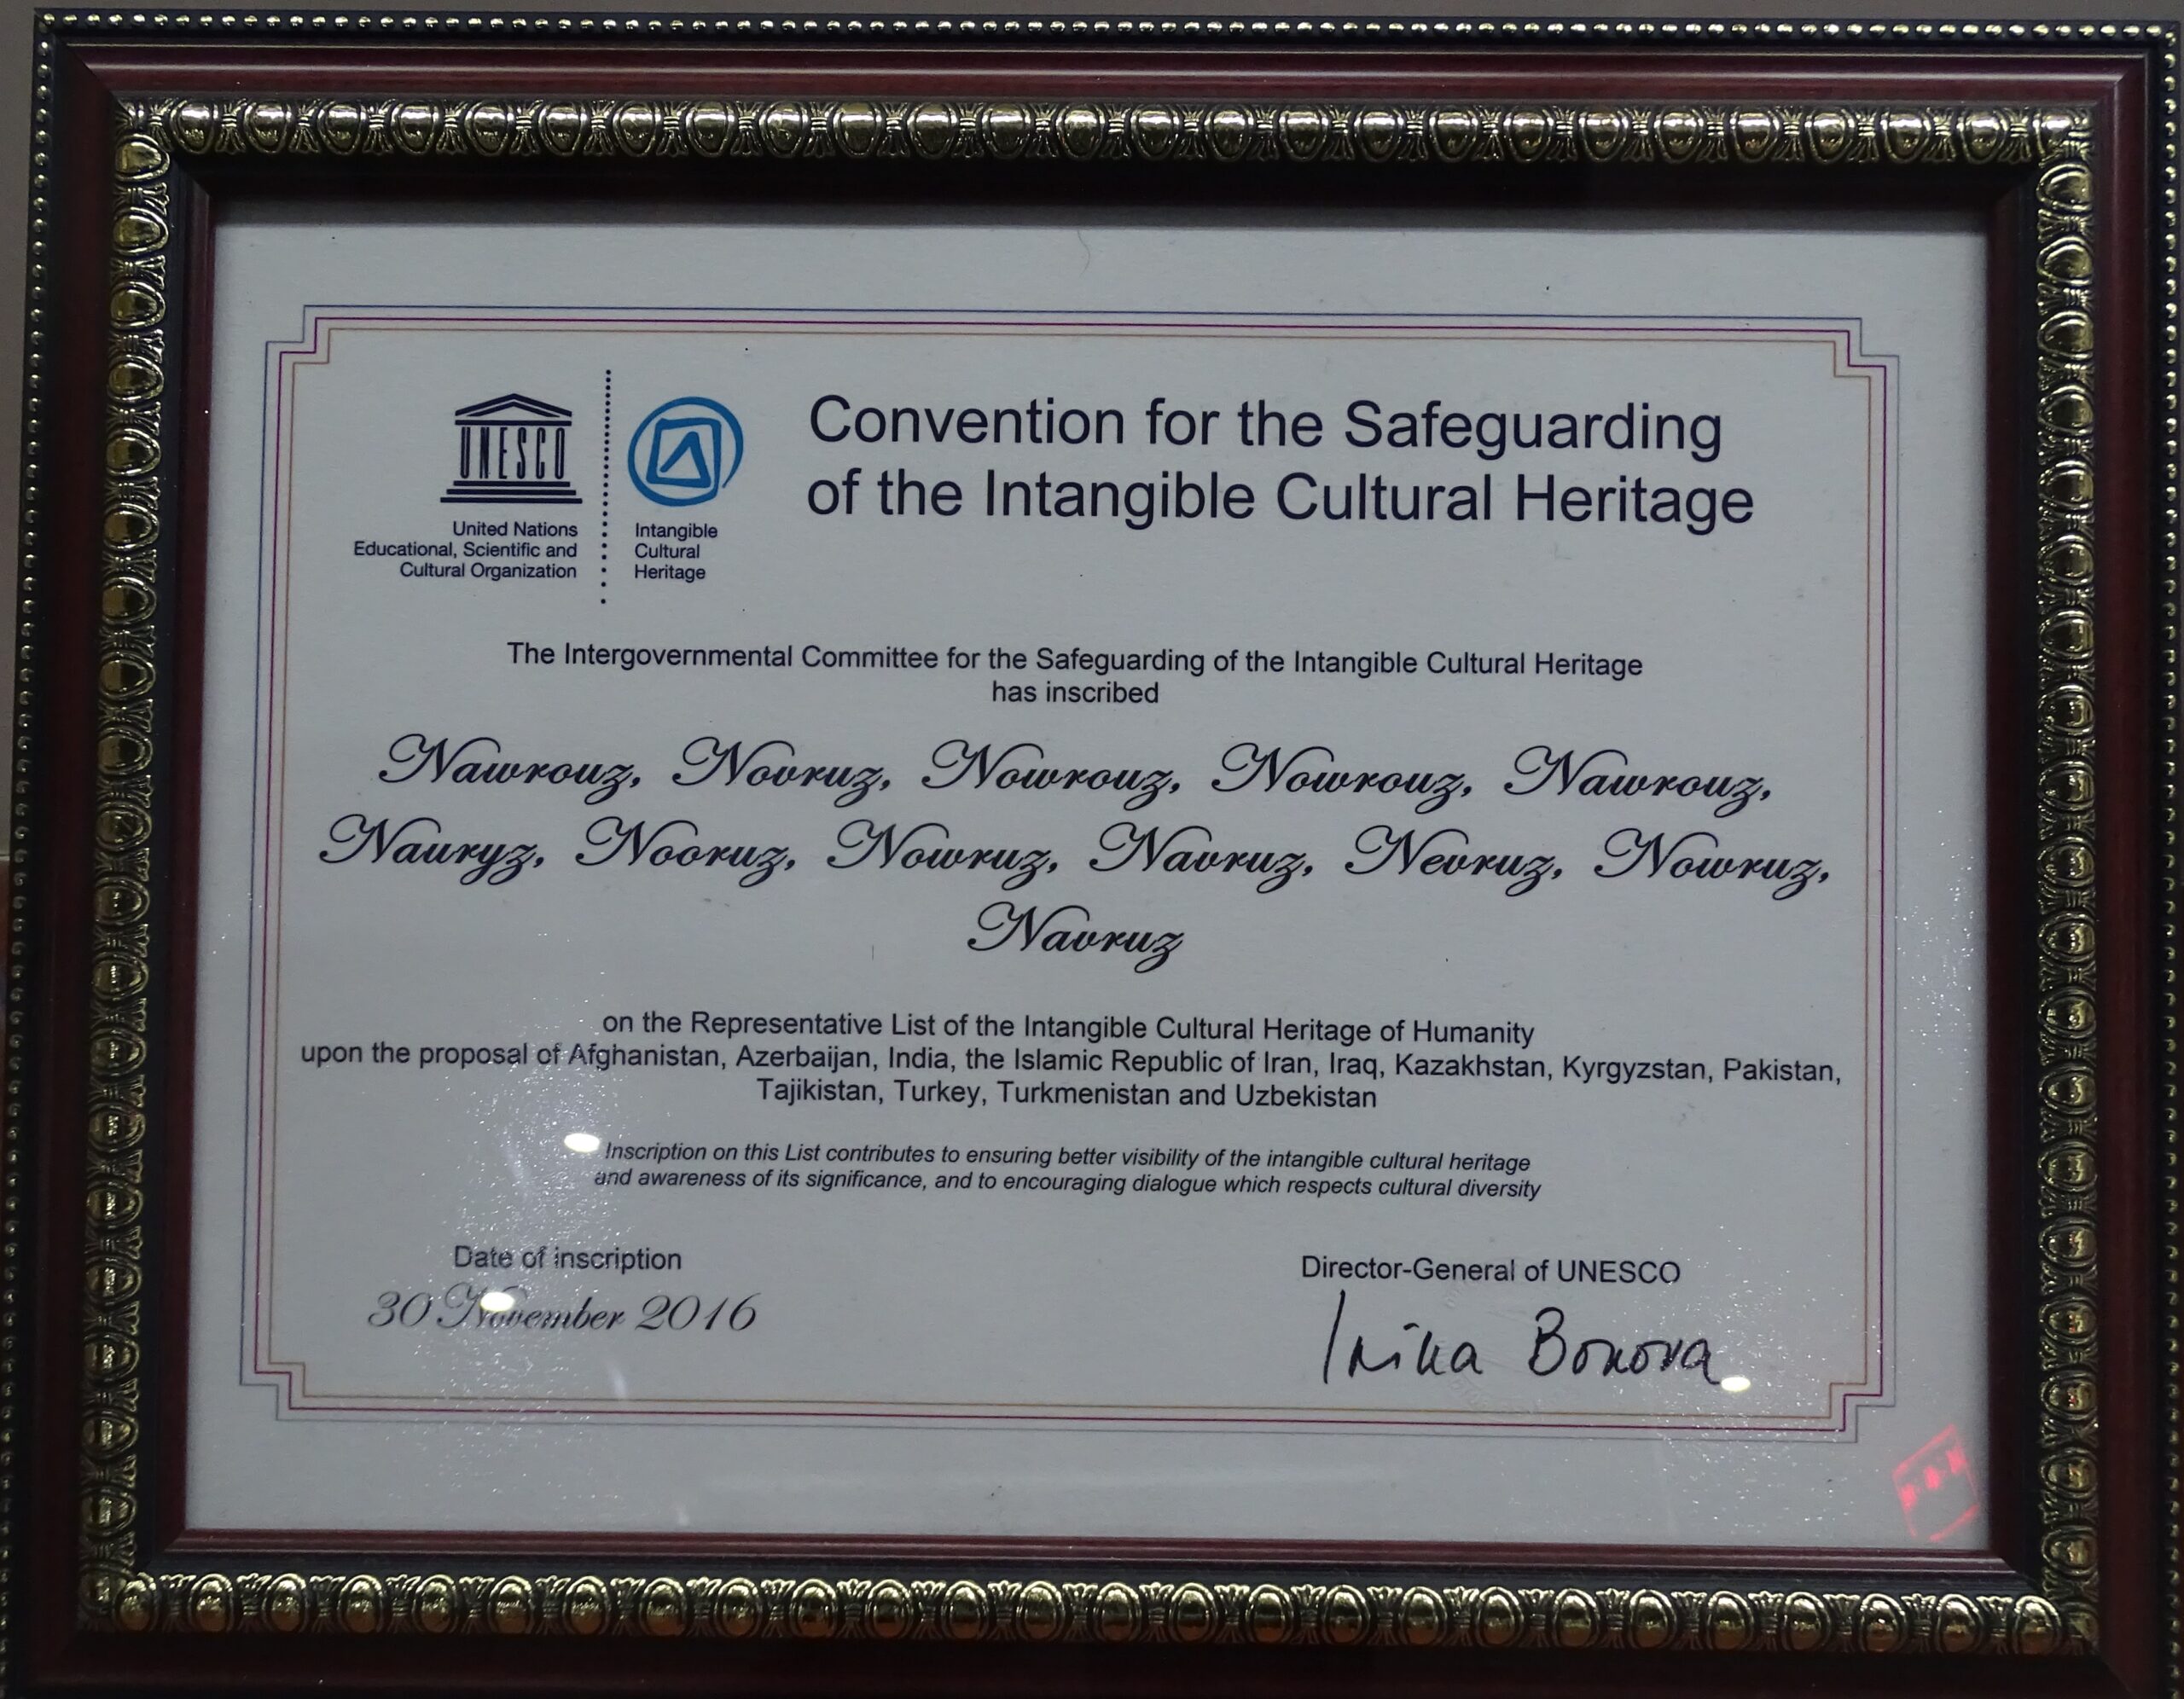 UNESCO
United Nations
Educational, Scientific and
Cultural Organization
Intangible
Cultural
Heritage
Convention for the Safeguarding
of the Intangible Cultural Heritage
The Intergovernmental Committee for the Safeguarding of the Intangible Cultural Heritage
has inscribed
Nawrouz, Novruz, Nowrouz, Nowrouz, Nawrouz,
Nauryz, Nooruz, Nowruz, Navruz, Nevruz, Nowruz,
Navruz
on the Representative List of the Intangible Cultural Heritage of Humanity
upon the proposal of Afghanistan, Azerbaijan, India, the Islamic Republic of Iran, Iraq, Kazakhstan, Kyrgyzstan, Pakistan,
Tajikistan, Turkey, Turkmenistan and Uzbekistan
Inscription on this List contributes to ensuring better visibility of the intangible cultural heritage
and awareness of its significance, and to encouraging dialogue which respects cultural diversity
Date of inscription
30 November 2016
Director-General of UNESCO
Irina Bokova